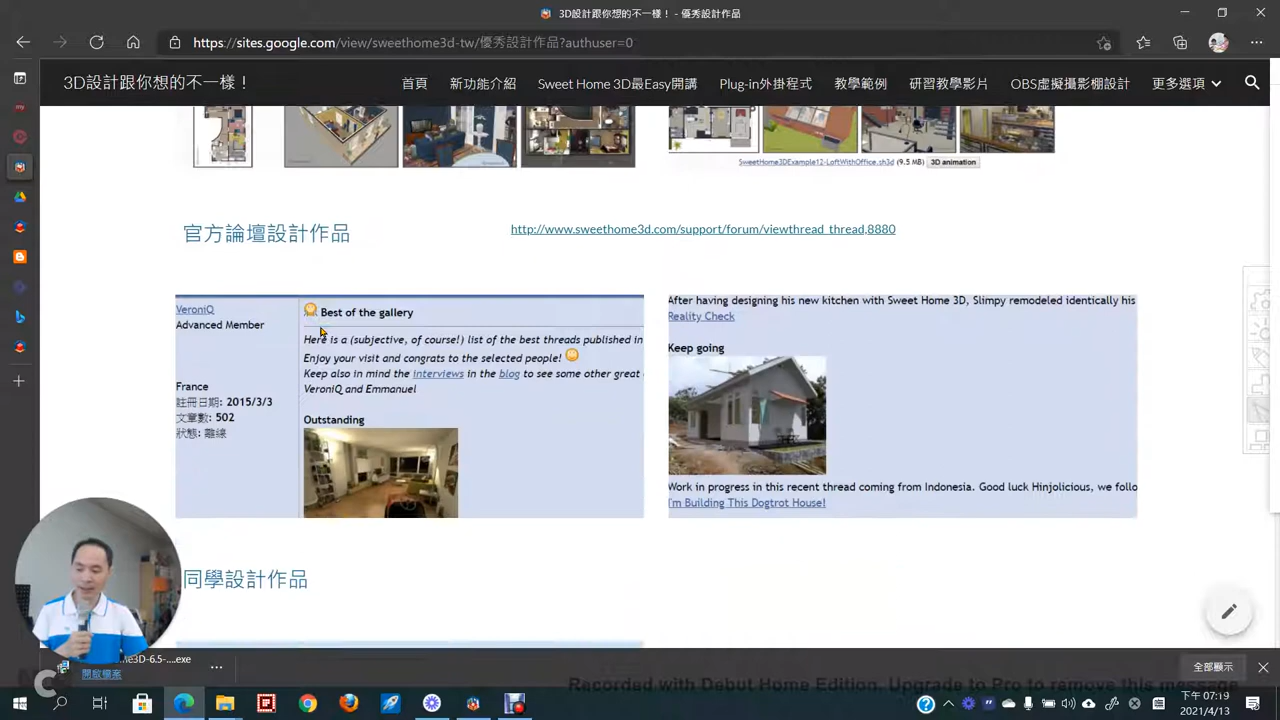 3D設計跟你想的不一樣！ - 優秀設計作品
https://sites.google.com/view/sweethome3d-tw/優秀設計作品?authuser=0
3D設計跟你想的不一樣！
首頁 新功能介紹 Sweet Home 3D最Easy開講 Plug-in外掛程式 教學範例 研習教學影片 OBS虛擬攝影棚設計 更多選項
SweetHome3DExample12-LoftWithOffice.sh3d (9.5 MB) 3D animation
官方論壇設計作品
http://www.sweethome3d.com/support/forum/viewthread_thread,8880
VeroniQ
Advanced Member
France
註冊日期: 2015/3/3
文章數: 502
狀態: 離線
Best of the gallery
Here is a (subjective, of course!) list of the best threads published in
Enjoy your visit and congrats to the selected people!
Keep also in mind the interviews in the blog to see some other great
VeroniQ and Emmanuel
Outstanding
After having designing his new kitchen with Sweet Home 3D, Slimpy remodeled identically his
Reality Check
Keep going
Work in progress in this recent thread coming from Indonesia. Good luck Hinjolicious, we follo
I'm Building This Dogtrot House!
同學設計作品
e3D-6.5-....exe
開啟檔案
全部顯示
Recorded with Debut Home Edition. Upgrade to Pro to remove this message
下午 07:19
2021/4/13